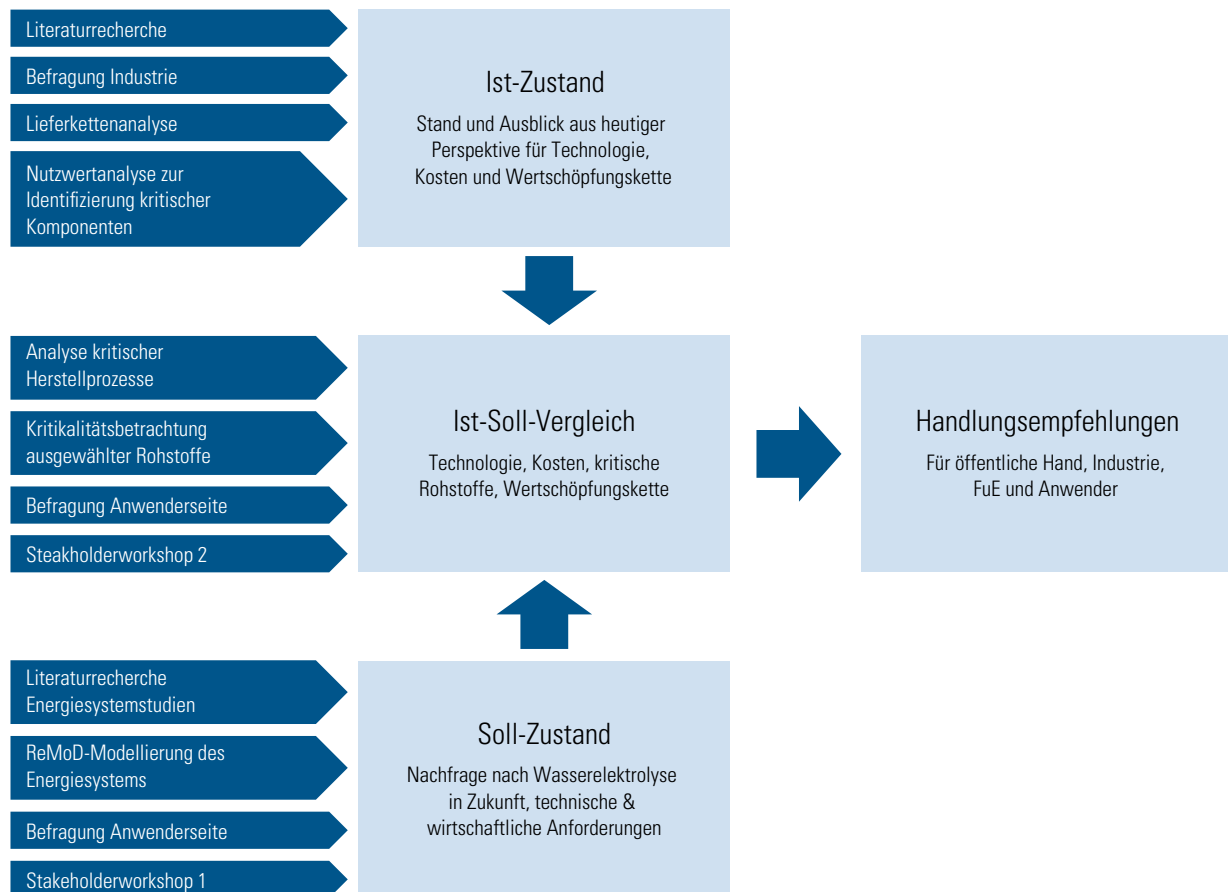 Literaturrecherche
Befragung Industrie
Lieferkettenanalyse
Nutzwertanalyse zur
Identifizierung kritischer
Komponenten
Ist-Zustand
Stand und Ausblick aus heutiger
Perspektive für Technologie,
Kosten und Wertschöpfungskette
Analyse kritischer
Herstellprozesse
Kritikalitätsbetrachtung
ausgewählter Rohstoffe
Befragung Anwenderseite
Steakholderworkshop 2
Ist-Soll-Vergleich
Technologie, Kosten, kritische
Rohstoffe, Wertschöpfungskette
Handlungsempfehlungen
Für öffentliche Hand, Industrie,
FuE und Anwender
Literaturrecherche
Energiesystemstudien
ReMoD-Modellierung des
Energiesystems
Befragung Anwenderseite
Stakeholderworkshop 1
Soll-Zustand
Nachfrage nach Wasserelektrolyse
in Zukunft, technische &
wirtschaftliche Anforderungen